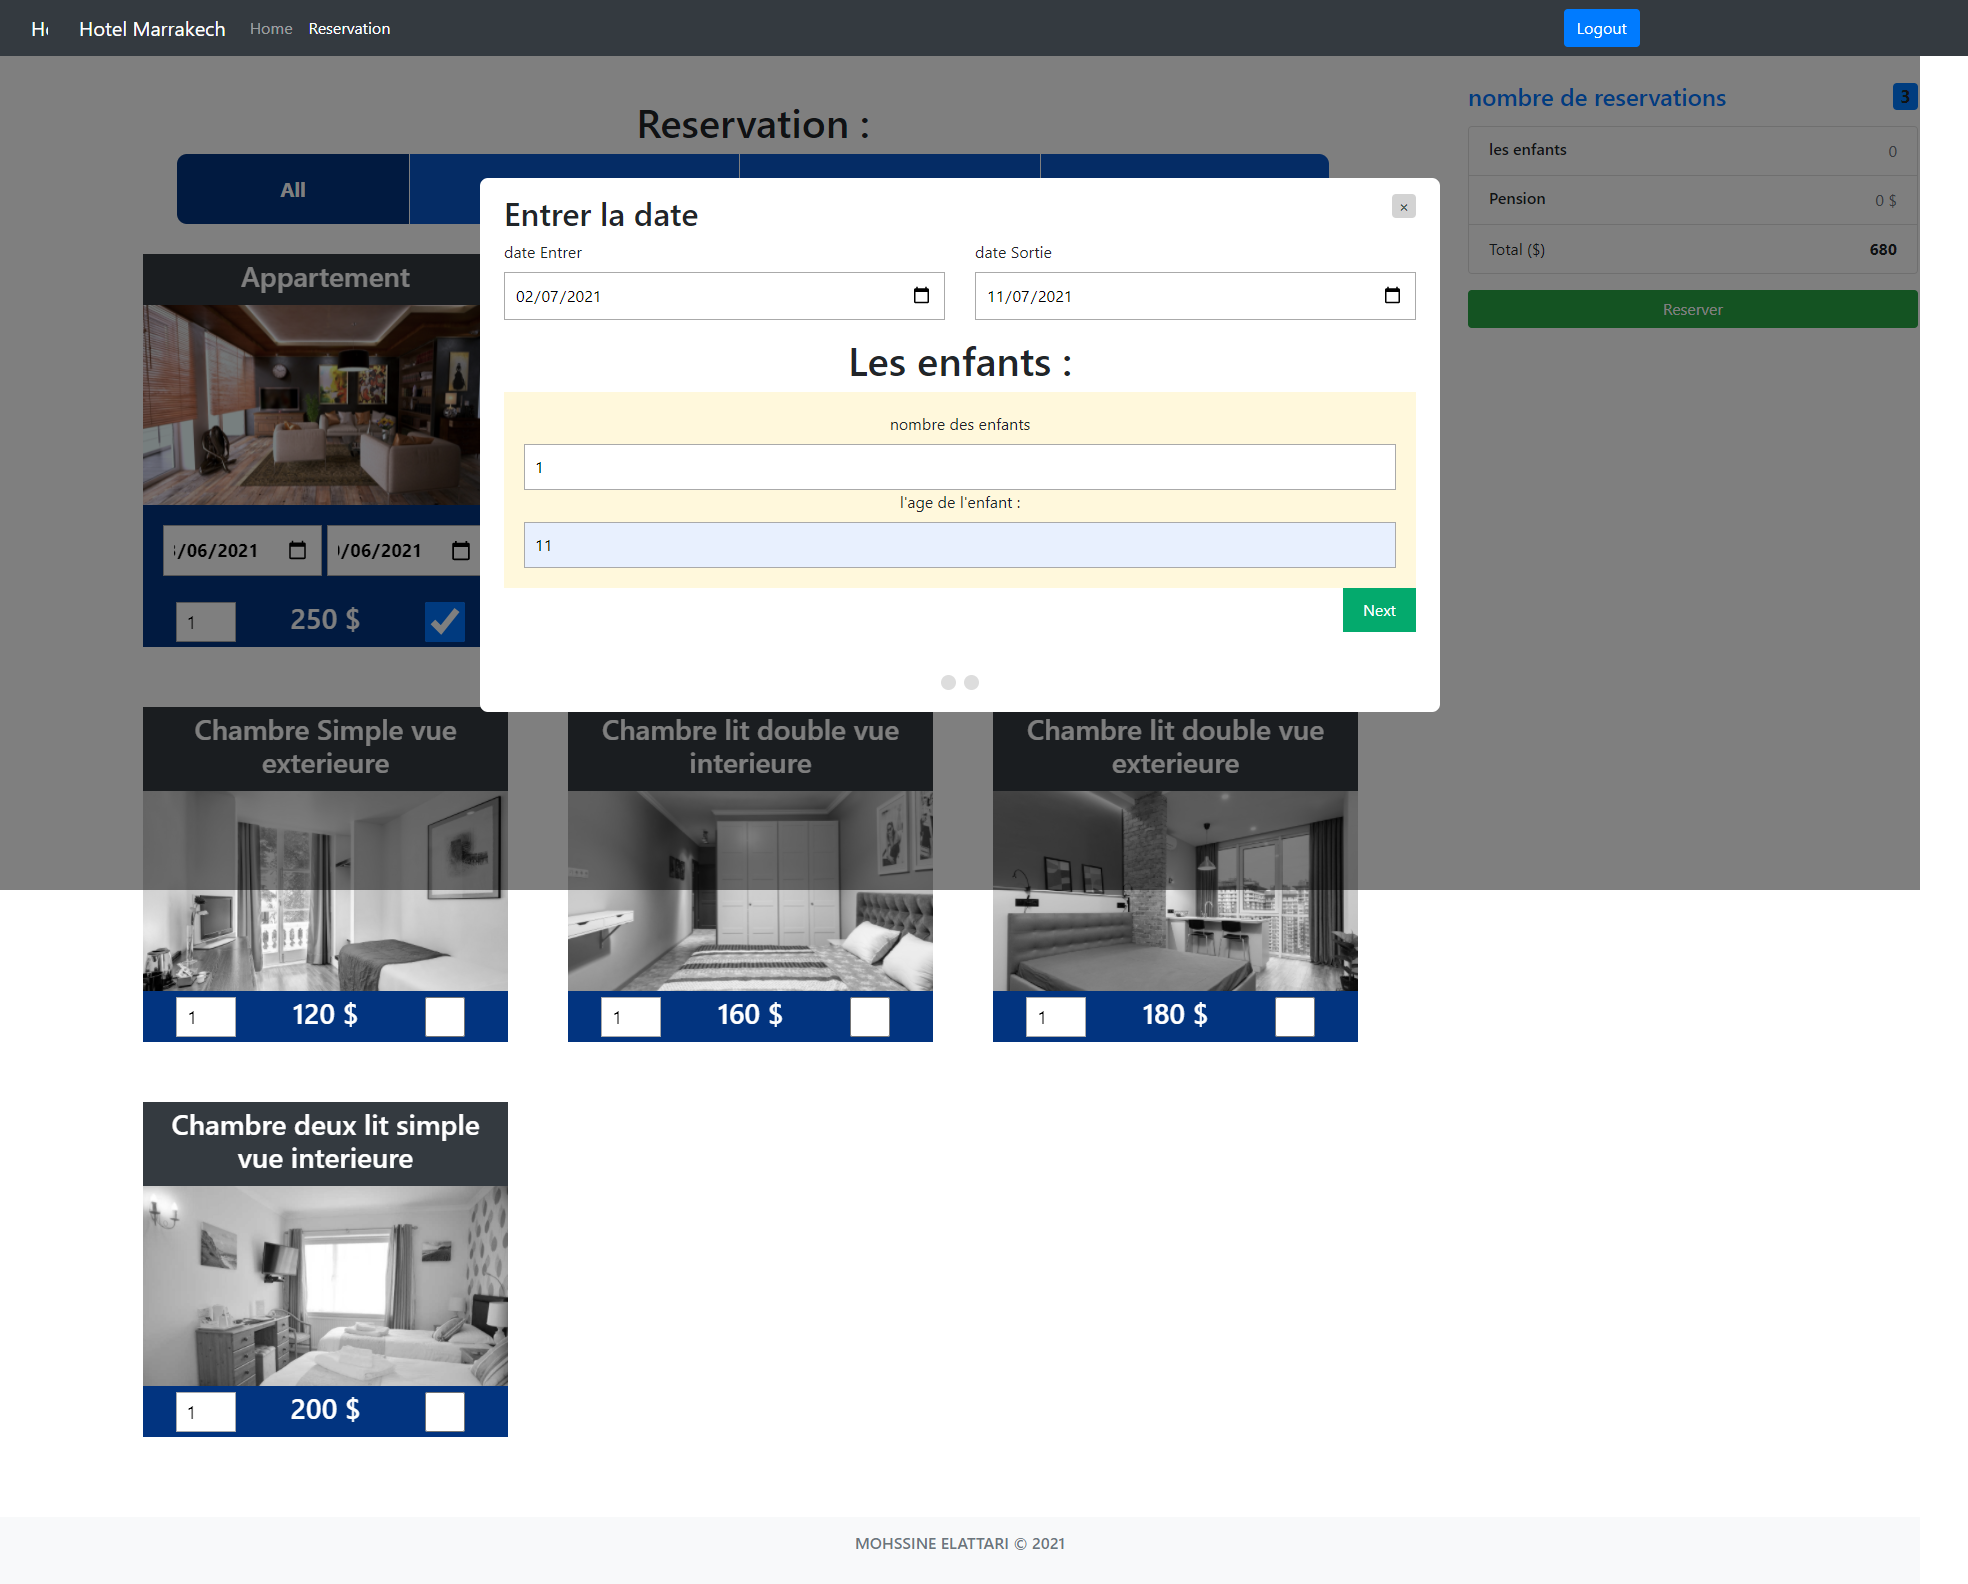 Hotel Marrakech Home Reservation Logout
Reservation :
All
nombre de reservations 3
les enfants 0
Pension 0 $
Total ($) 680
Reserver
Entrer la date ×
date Entrer date Sortie
02/07/2021 11/07/2021
Les enfants :
nombre des enfants
1
l'age de l'enfant :
11
Next
Appartement
/06/2021 /06/2021
1 250 $
Chambre Simple vue
exterieure
1 120 $
Chambre lit double vue
interieure
1 160 $
Chambre lit double vue
exterieure
1 180 $
Chambre deux lit simple
vue interieure
1 200 $
MOHSSINE ELATTARI © 2021